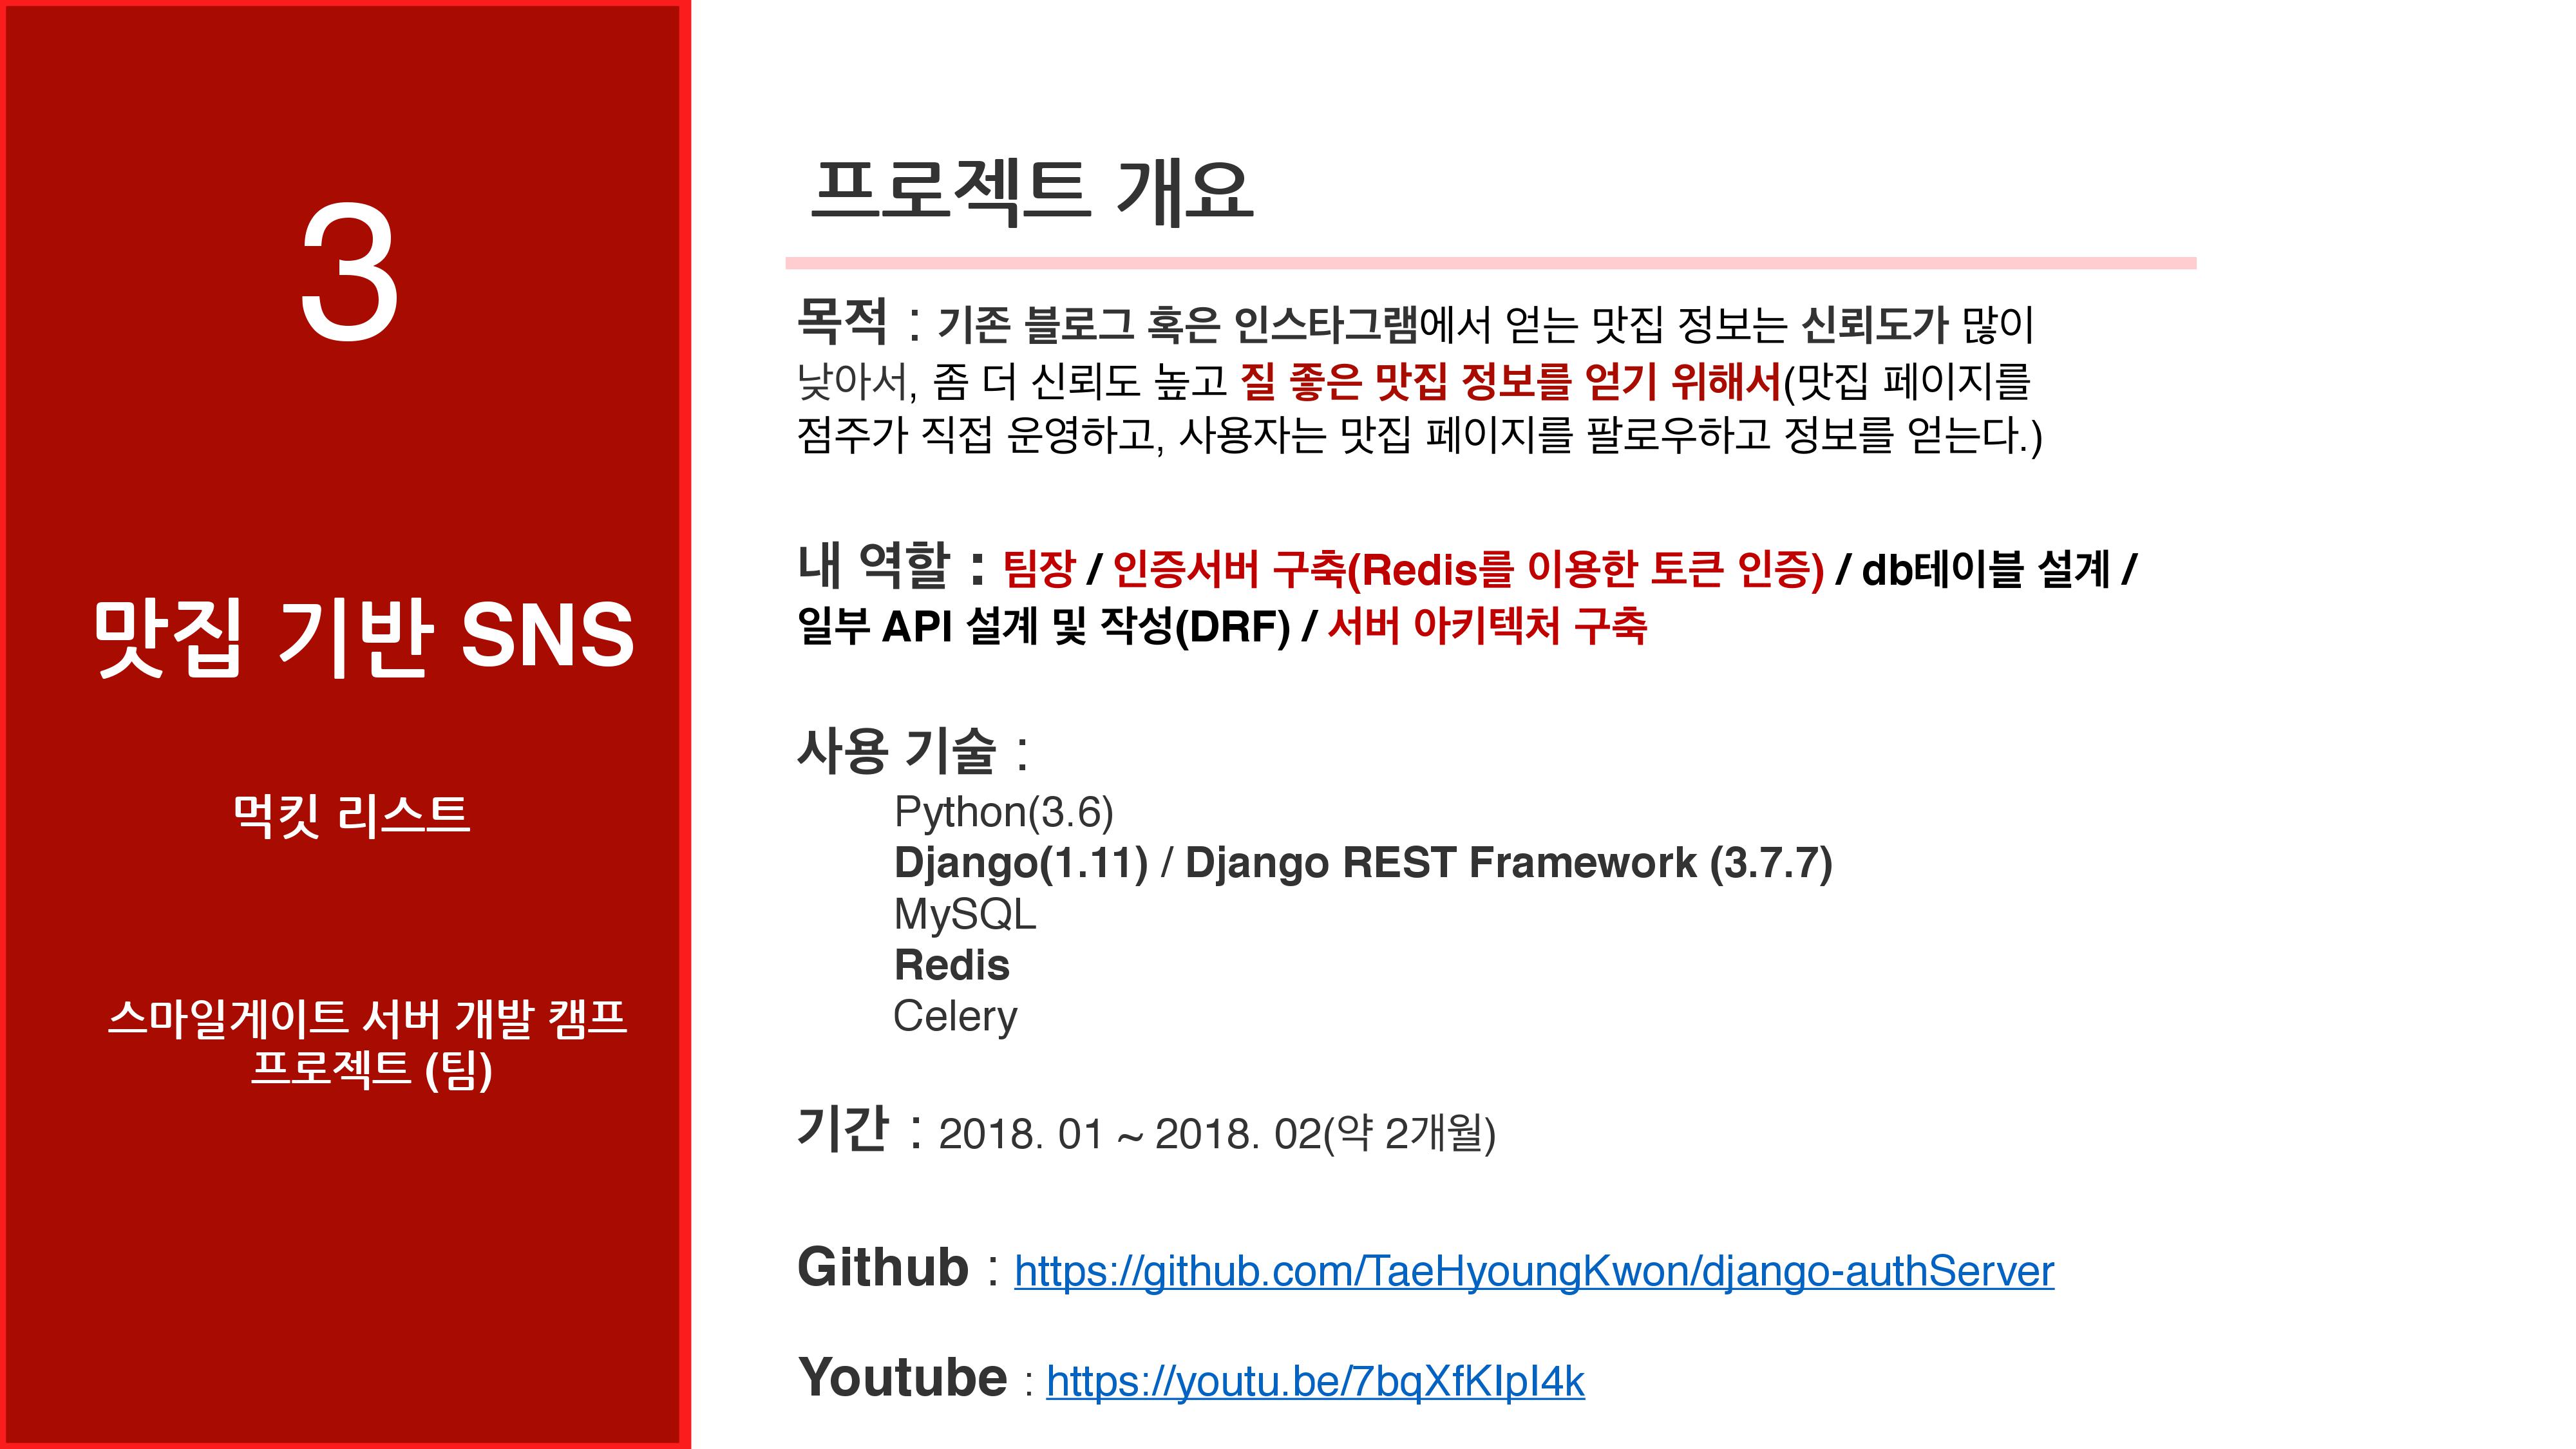 3
맛집 기반 SNS
먹킷 리스트
스마일게이트 서버 개발 캠프
프로젝트 (팀)
프로젝트 개요
목적 : 기존 블로그 혹은 인스타그램에서 얻는 맛집 정보는 신뢰도가 많이
낮아서, 좀 더 신뢰도 높고 질 좋은 맛집 정보를 얻기 위해서(맛집 페이지를
점주가 직접 운영하고, 사용자는 맛집 페이지를 팔로우하고 정보를 얻는다.)
내 역할 : 팀장 / 인증서버 구축(Redis를 이용한 토큰 인증) / db테이블 설계 /
일부 API 설계 및 작성(DRF) / 서버 아키텍처 구축
사용 기술 :
Python(3.6)
Django(1.11) / Django REST Framework (3.7.7)
MySQL
Redis
Celery
기간 : 2018. 01 ~ 2018. 02(약 2개월)
Github : https://github.com/TaeHyoungKwon/django-authServer
Youtube : https://youtu.be/7bqXfKIpI4k